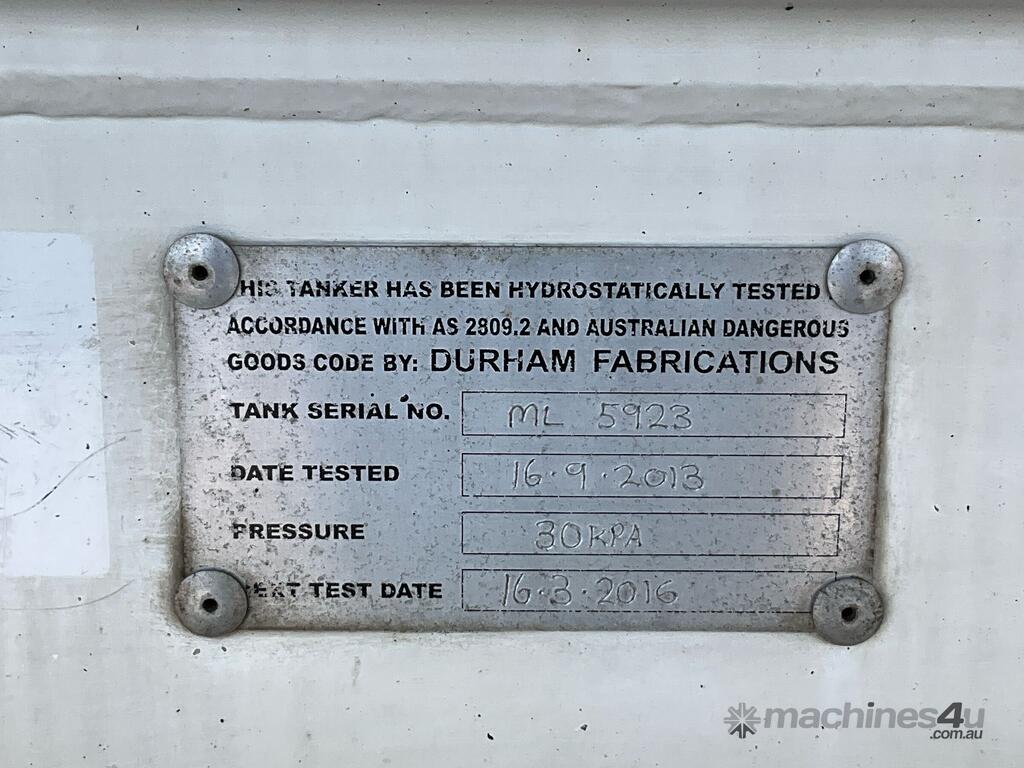 HIS TANKER HAS BEEN HYDROSTATICALLY TESTED
ACCORDANCE WITH AS 2809.2 AND AUSTRALIAN DANGEROUS
GOODS CODE BY: DURHAM FABRICATIONS
TANK SERIAL NO. ML 5923
DATE TESTED 16.9.2013
PRESSURE 30KPA
NEXT TEST DATE 16.3.2016
machines4u
.com.au